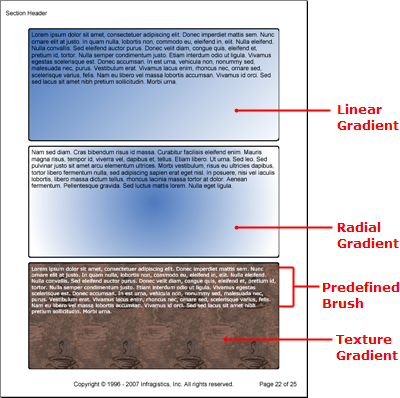 Section Header
Lorem ipsum dolor sit amet, consectetuer adipiscing elit. Donec imperdiet mattis sem. Nunc
ornare elit at justo. In quam nulla, lobortis non, commodo eu, eleifend in, elit. Nulla eleifend.
Nulla convallis. Sed eleifend auctor purus. Donec velit diam, congue quis, eleifend et,
pretium id, tortor. Nulla semper condimentum justo. Etiam interdum odio ut ligula. Vivamus
egestas scelerisque est. Donec accumsan. In est urna, vehicula non, nonummy sed,
malesuada nec, purus. Vestibulum erat. Vivamus lacus enim, rhoncus nec, ornare sed,
scelerisque varius, felis. Nam eu libero vel massa lobortis accumsan. Vivamus id orci. Sed
sed lacus sit amet nibh pretium sollicitudin. Morbi urna.
Linear
Gradient
Nam sed diam. Cras bibendum risus id massa. Curabitur facilisis eleifend enim. Mauris
magna risus, tempor id, viverra vel, dapibus et, tellus. Etiam libero. Ut urna. Sed leo. Sed
pulvinar justo sit amet arcu elementum ultrices. Morbi vestibulum, risus eu ultricies dapibus,
tortor libero fermentum nulla, sed adipiscing sapien erat eget nisl. In posuere, nisi vel iaculis
lobortis, libero massa dictum tellus, rhoncus lacinia massa tortor at dolor. Aenean
fermentum. Pellentesque gravida. Sed luctus mattis lorem. Nulla eget ligula.
Radial
Gradient
Lorem ipsum dolor sit amet, consectetuer adipiscing elit. Donec imperdiet mattis sem. Nunc
ornare elit at justo. In quam nulla, lobortis non, commodo eu, eleifend in, elit. Nulla eleifend.
Nulla convallis. Sed eleifend auctor purus. Donec velit diam, congue quis, eleifend et, pretium id,
tortor. Nulla semper condimentum justo. Etiam interdum odio ut ligula. Vivamus egestas
scelerisque est. Donec accumsan. In est urna, vehicula non, nonummy sed, malesuada nec,
purus. Vestibulum erat. Vivamus lacus enim, rhoncus nec, ornare sed, scelerisque varius, felis.
Nam eu libero vel massa lobortis accumsan. Vivamus id orci. Sed sed lacus sit amet nibh
pretium sollicitudin. Morbi urna.
Predefined
Brush
Texture
Gradient
Copyright © 1996 - 2007 Infragistics, Inc. All rights reserved.
Page 22 of 25